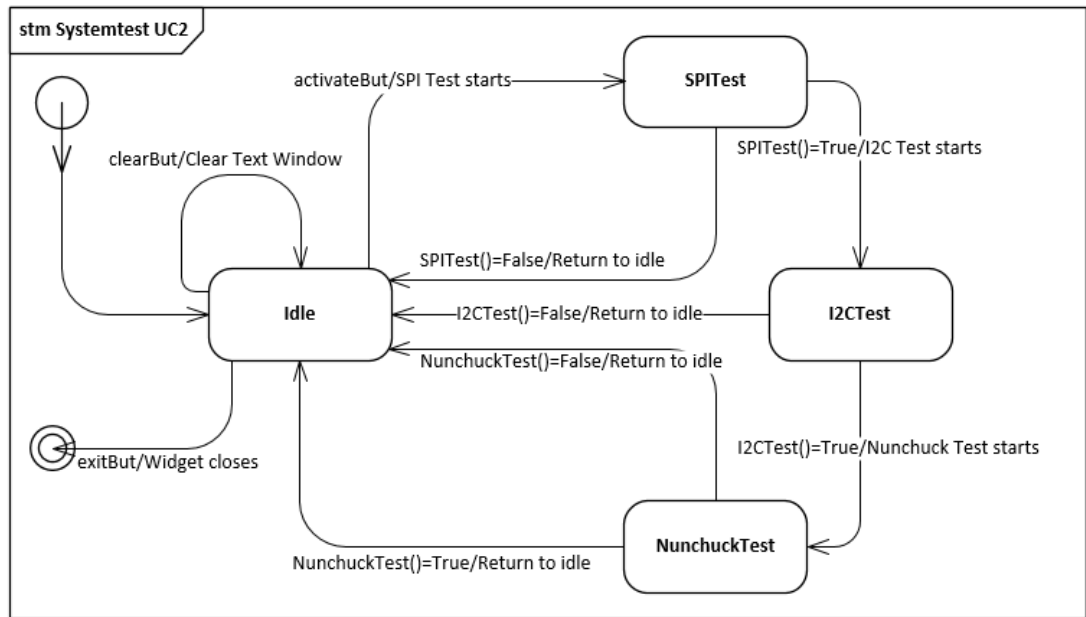 stm Systemtest UC2
activateBut/SPI Test starts
SPITest
clearBut/Clear Text Window
SPITest()=True/I2C Test starts
SPITest()=False/Return to idle
Idle
I2CTest()=False/Return to idle
I2CTest
NunchuckTest()=False/Return to idle
I2CTest()=True/Nunchuck Test starts
exitBut/Widget closes
NunchuckTest
NunchuckTest()=True/Return to idle